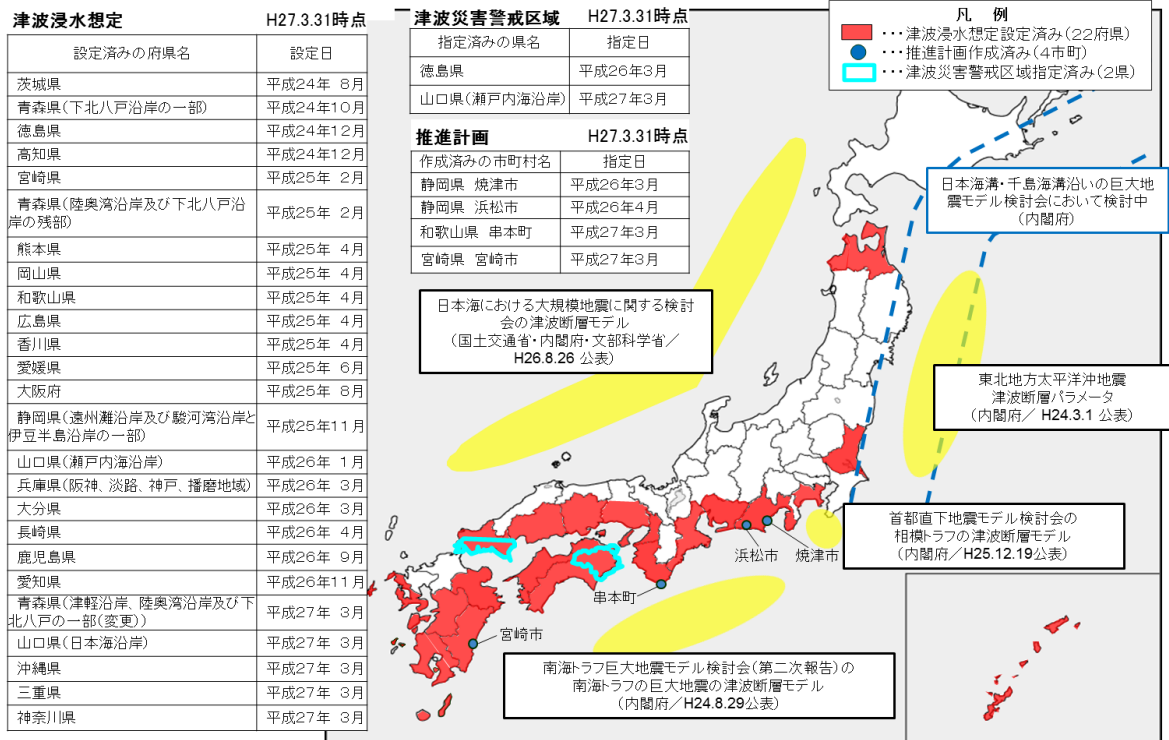 津波浸水想定 H27.3.31時点
設定済みの府県名 設定日
茨城県 平成24年 8月
青森県(下北八戸沿岸の一部) 平成24年10月
徳島県 平成24年12月
高知県 平成24年12月
宮崎県 平成25年 2月
青森県(陸奥湾沿岸及び下北八戸沿
岸の残部) 平成25年 2月
熊本県 平成25年 4月
岡山県 平成25年 4月
和歌山県 平成25年 4月
広島県 平成25年 4月
香川県 平成25年 4月
愛媛県 平成25年 6月
大阪府 平成25年 8月
静岡県(遠州灘沿岸及び駿河湾沿岸と
伊豆半島沿岸の一部) 平成25年11月
山口県(瀬戸内海沿岸) 平成26年 1月
兵庫県(阪神、淡路、神戸、播磨地域) 平成26年 3月
大分県 平成26年 3月
長崎県 平成26年 4月
鹿児島県 平成26年 9月
愛知県 平成26年11月
青森県(津軽沿岸、陸奥湾沿岸及び下
北八戸の一部(変更)) 平成27年 3月
山口県(日本海沿岸) 平成27年 3月
沖縄県 平成27年 3月
三重県 平成27年 3月
神奈川県 平成27年 3月
津波災害警戒区域 H27.3.31時点
指定済みの県名 指定日
徳島県 平成26年3月
山口県(瀬戸内海沿岸) 平成27年3月
推進計画 H27.3.31時点
作成済みの市町村名 指定日
静岡県 焼津市 平成26年3月
静岡県 浜松市 平成26年4月
和歌山県 串本町 平成27年3月
宮崎県 宮崎市 平成27年3月
凡 例
・・・津波浸水想定設定済み(22府県)
・・・推進計画作成済み(4市町)
・・・津波災害警戒区域指定済み(2県)
日本海溝・千島海溝沿いの巨大地
震モデル検討会において検討中
(内閣府)
日本海における大規模地震に関する検討
会の津波断層モデル
(国土交通省・内閣府・文部科学省/
H26.8.26 公表)
東北地方太平洋沖地震
津波断層パラメータ
(内閣府/ H24.3.1 公表)
首都直下地震モデル検討会の
相模トラフの津波断層モデル
(内閣府/H25.12.19公表)
浜松市
焼津市
串本町
宮崎市
南海トラフ巨大地震モデル検討会(第二次報告)の
南海トラフの巨大地震の津波断層モデル
(内閣府/H24.8.29公表)